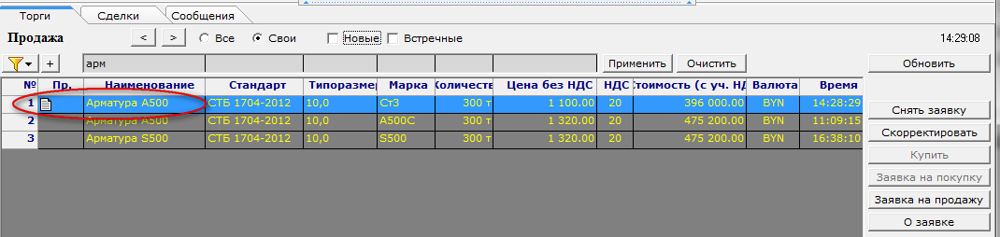 Торги Сделки Сообщения
Продажа < > Все Свои Новые Встречные 14:29:08
+ арм Применить Очистить Обновить
№ Пр. Наименование Стандарт Типоразмер Марка Количеств Цена без НДС НДС Стоимость (с уч. НД Валюта Время
1 Арматура А500 СТБ 1704-2012 10,0 Ст3 300 т 1 100.00 20 396 000.00 BYN 14:28:29
2 Арматура А500 СТБ 1704-2012 10,0 А500С 300 т 1 320.00 20 475 200.00 BYN 11:09:15
3 Арматура S500 СТБ 1704-2012 10,0 S500 300 т 1 320.00 20 475 200.00 BYN 16:38:10
Снять заявку
Скорректировать
Купить
Заявка на покупку
Заявка на продажу
О заявке